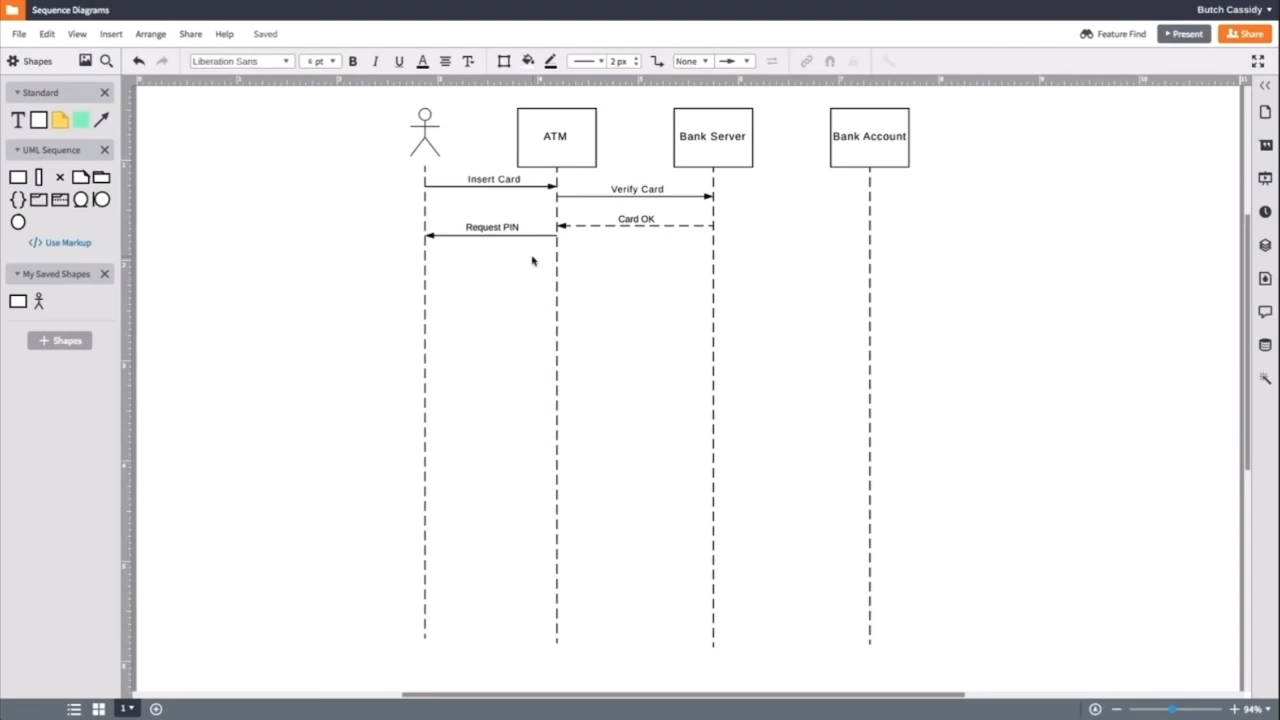 Sequence Diagrams
Butch Cassidy
File Edit View Insert Arrange Share Help Saved
Feature Find
Present
Share
Shapes
Liberation Sans
6 pt
B I U A T
2 px
None
Standard
T
UML Sequence
Use Markup
My Saved Shapes
+ Shapes
ATM
Bank Server
Bank Account
Insert Card
Verify Card
Card OK
Request PIN
1
94%